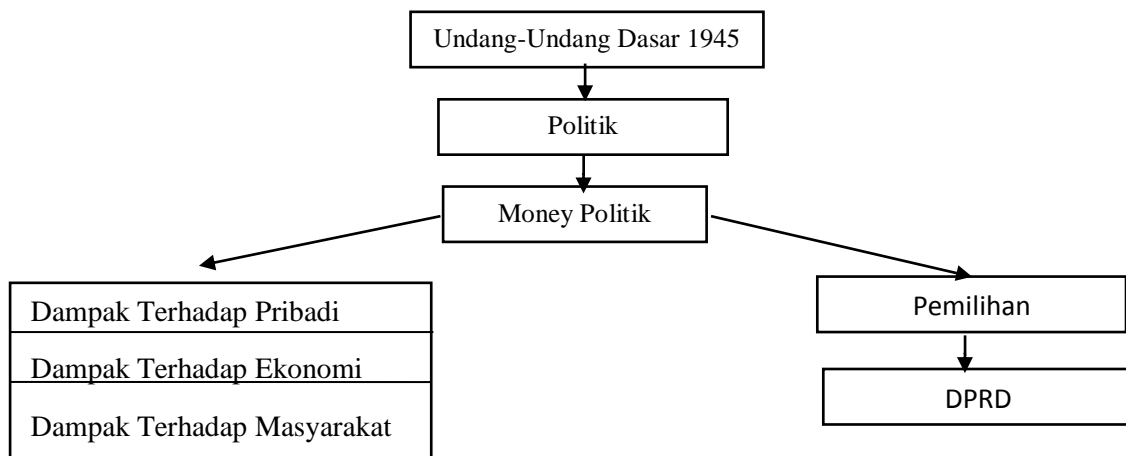 Undang-Undang Dasar 1945
Politik
Money Politik
Dampak Terhadap Pribadi
Dampak Terhadap Ekonomi
Dampak Terhadap Masyarakat
Pemilihan
DPRD